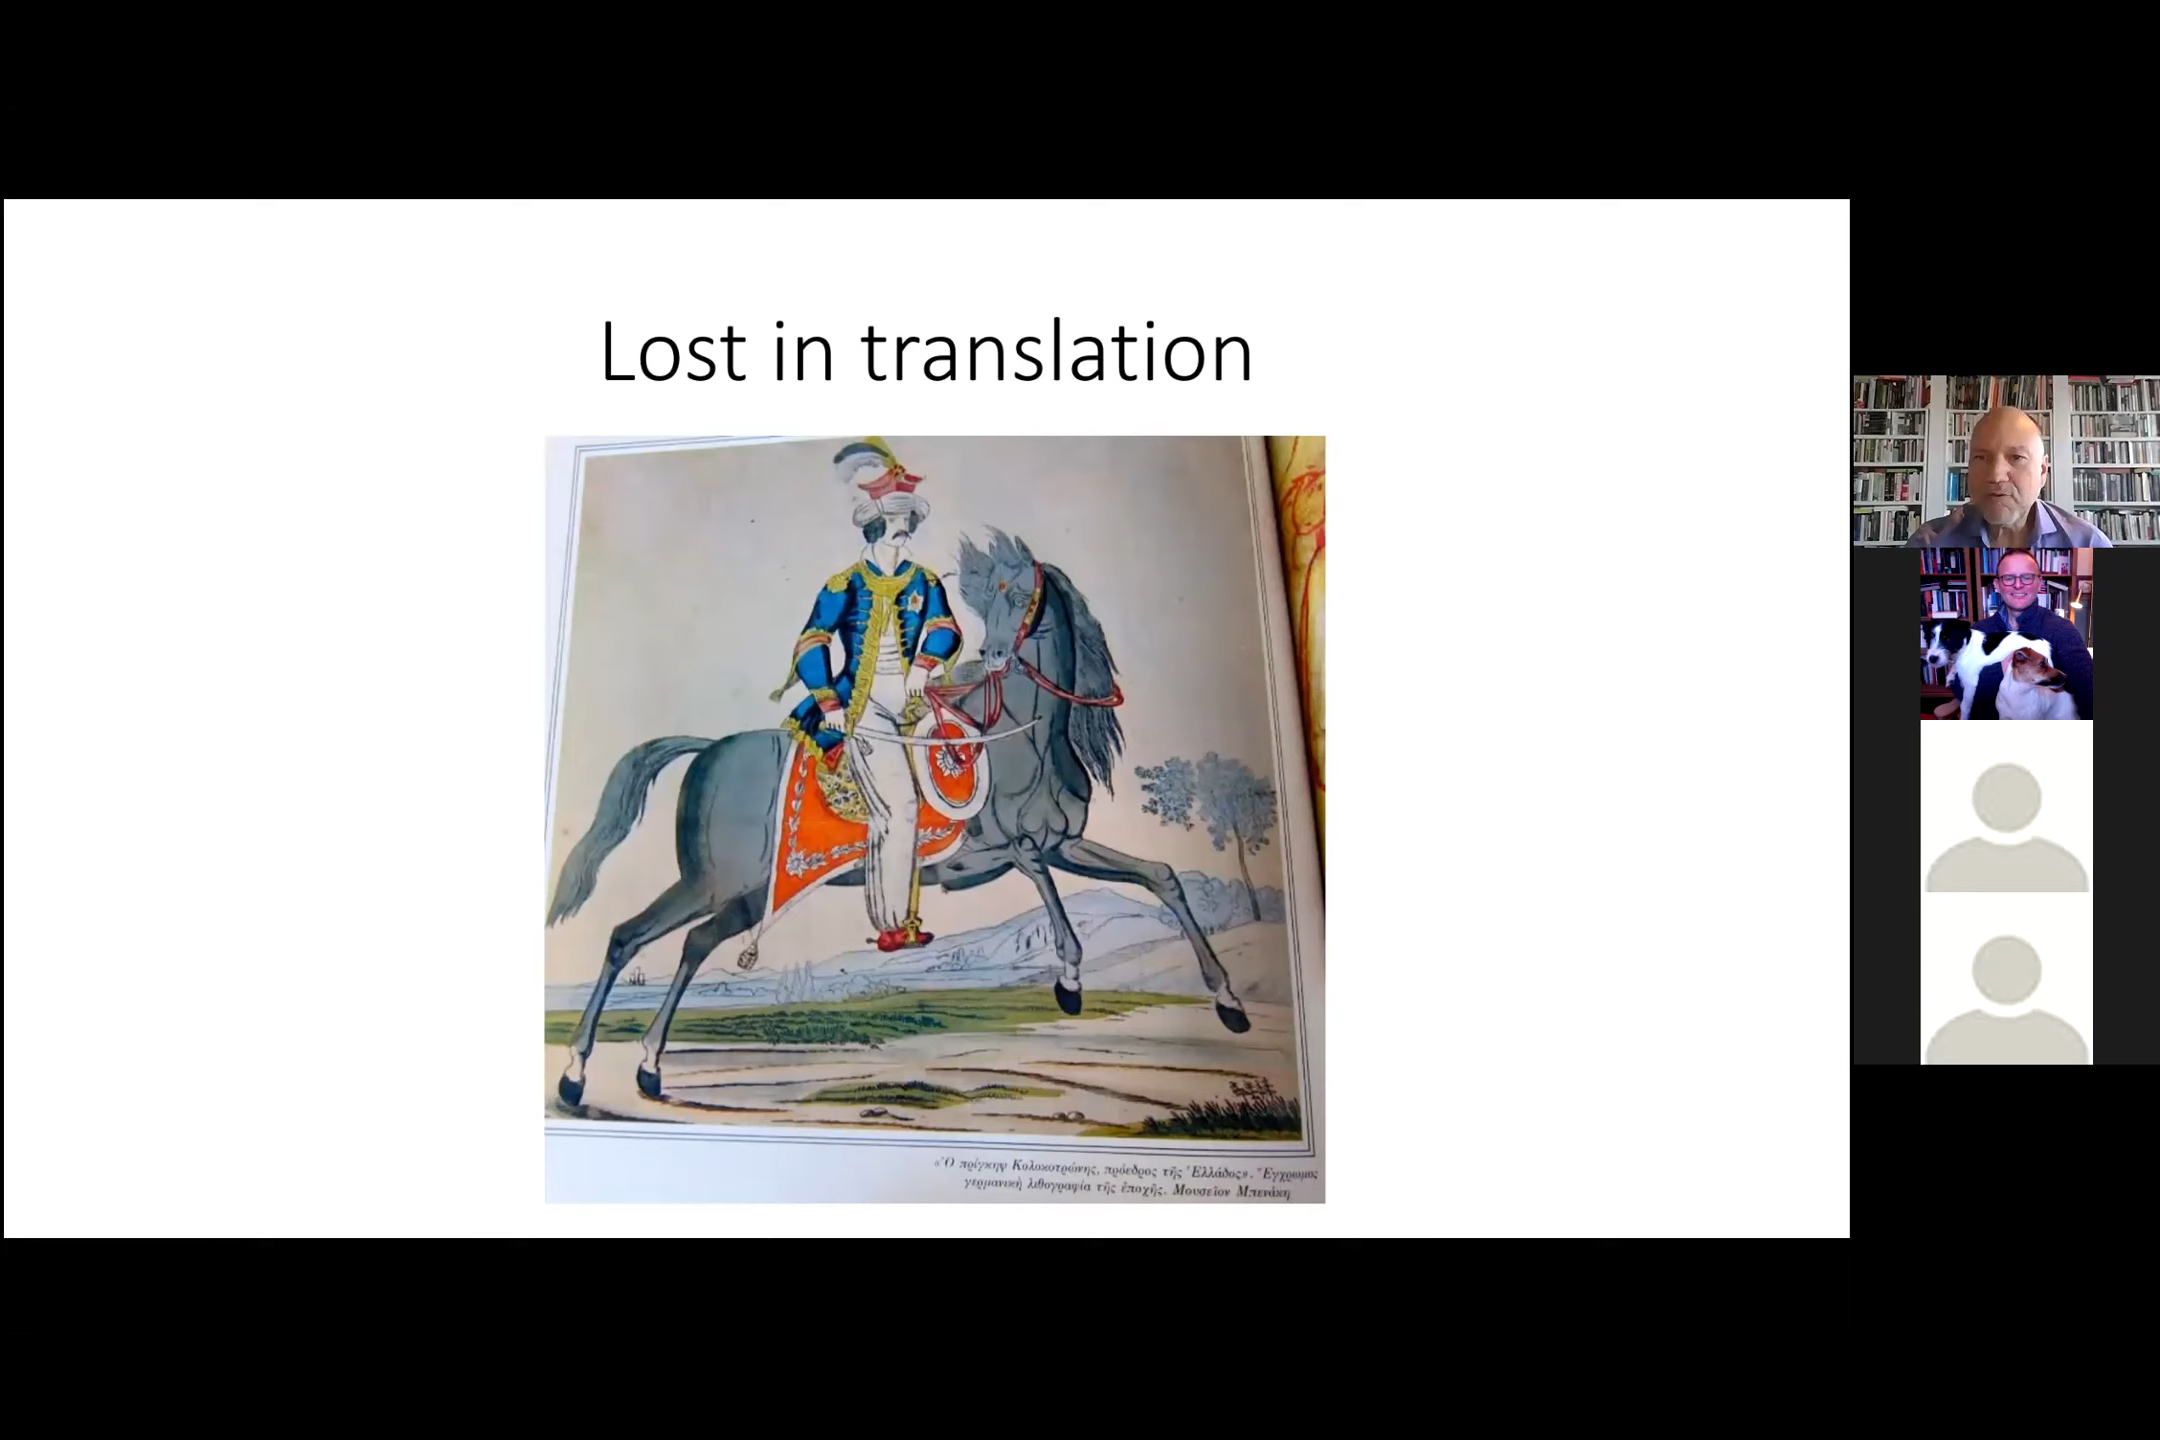 Lost in translation
«Ὁ πρίγκηψ Κολοκοτρώνης, πρόεδρος τῆς Ἑλλάδος». Ἔγχρωμος
γερμανικὴ λιθογραφία τῆς ἐποχῆς. Μουσεῖον Μπενάκη